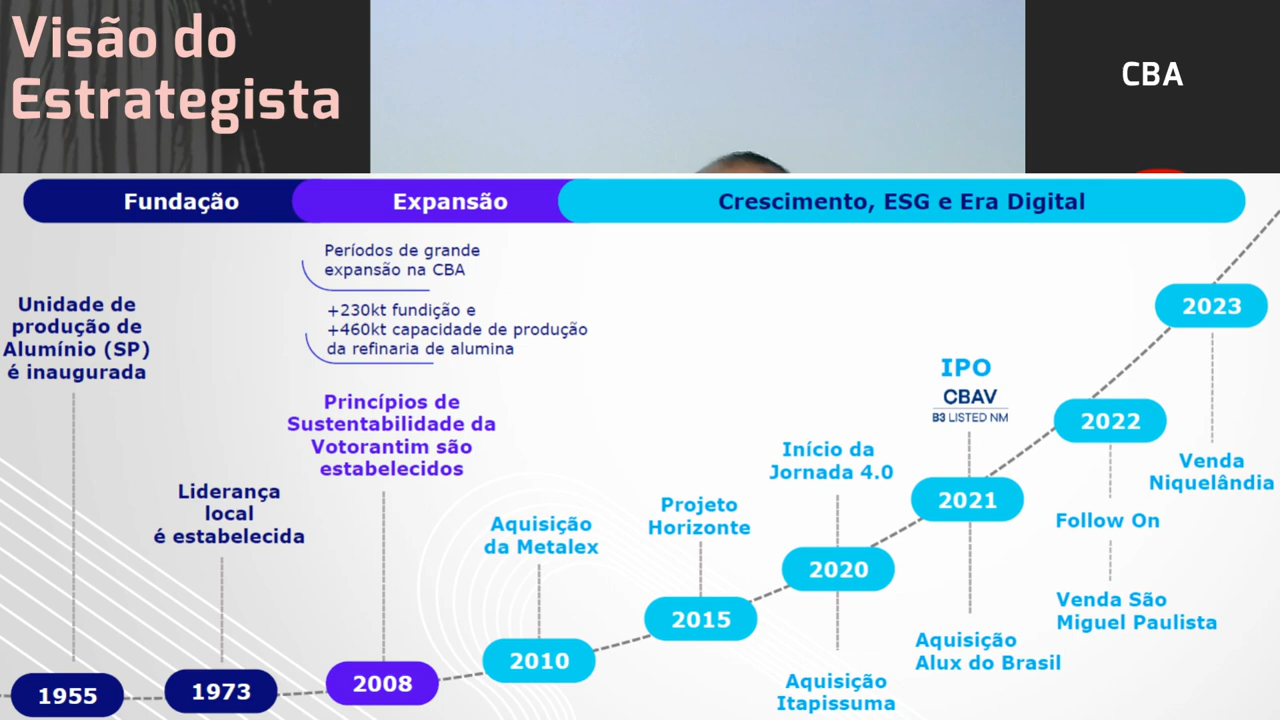 Visão do
Estrategista
CBA
Fundação
Expansão
Crescimento, ESG e Era Digital
Períodos de grande
expansão na CBA
+230kt fundição e
+460kt capacidade de produção
da refinaria de alumina
Unidade de
produção de
Alumínio (SP)
é inaugurada
1955
Liderança
local
é estabelecida
1973
Princípios de
Sustentabilidade da
Votorantim são
estabelecidos
2008
Aquisição
da Metalex
2010
Projeto
Horizonte
2015
Início da
Jornada 4.0
2020
Aquisição
Itapissuma
IPO
CBAV
B3 LISTED NM
2021
Aquisição
Alux do Brasil
2022
Follow On
Venda São
Miguel Paulista
2023
Venda
Niquelândia